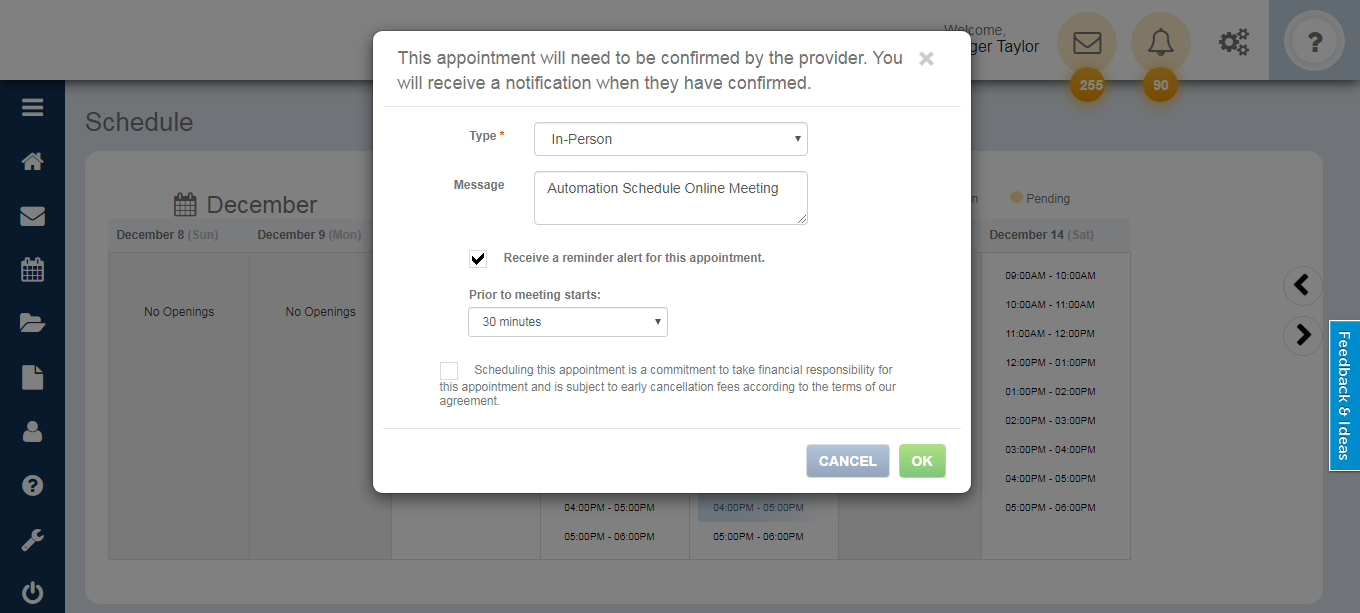 Welcome,
ger Taylor
255
90
?
This appointment will need to be confirmed by the provider. You
will receive a notification when they have confirmed.
Type *
In-Person
Message
Automation Schedule Online Meeting
Receive a reminder alert for this appointment.
Prior to meeting starts:
30 minutes
Scheduling this appointment is a commitment to take financial responsibility for
this appointment and is subject to early cancellation fees according to the terms of our
agreement.
CANCEL
OK
Schedule
December
n
Pending
December 8 (Sun)
December 9 (Mon)
December 14 (Sat)
No Openings
No Openings
04:00PM - 05:00PM
05:00PM - 06:00PM
04:00PM - 05:00PM
05:00PM - 06:00PM
09:00AM - 10:00AM
10:00AM - 11:00AM
11:00AM - 12:00PM
12:00PM - 01:00PM
01:00PM - 02:00PM
02:00PM - 03:00PM
03:00PM - 04:00PM
04:00PM - 05:00PM
05:00PM - 06:00PM
Feedback & Ideas